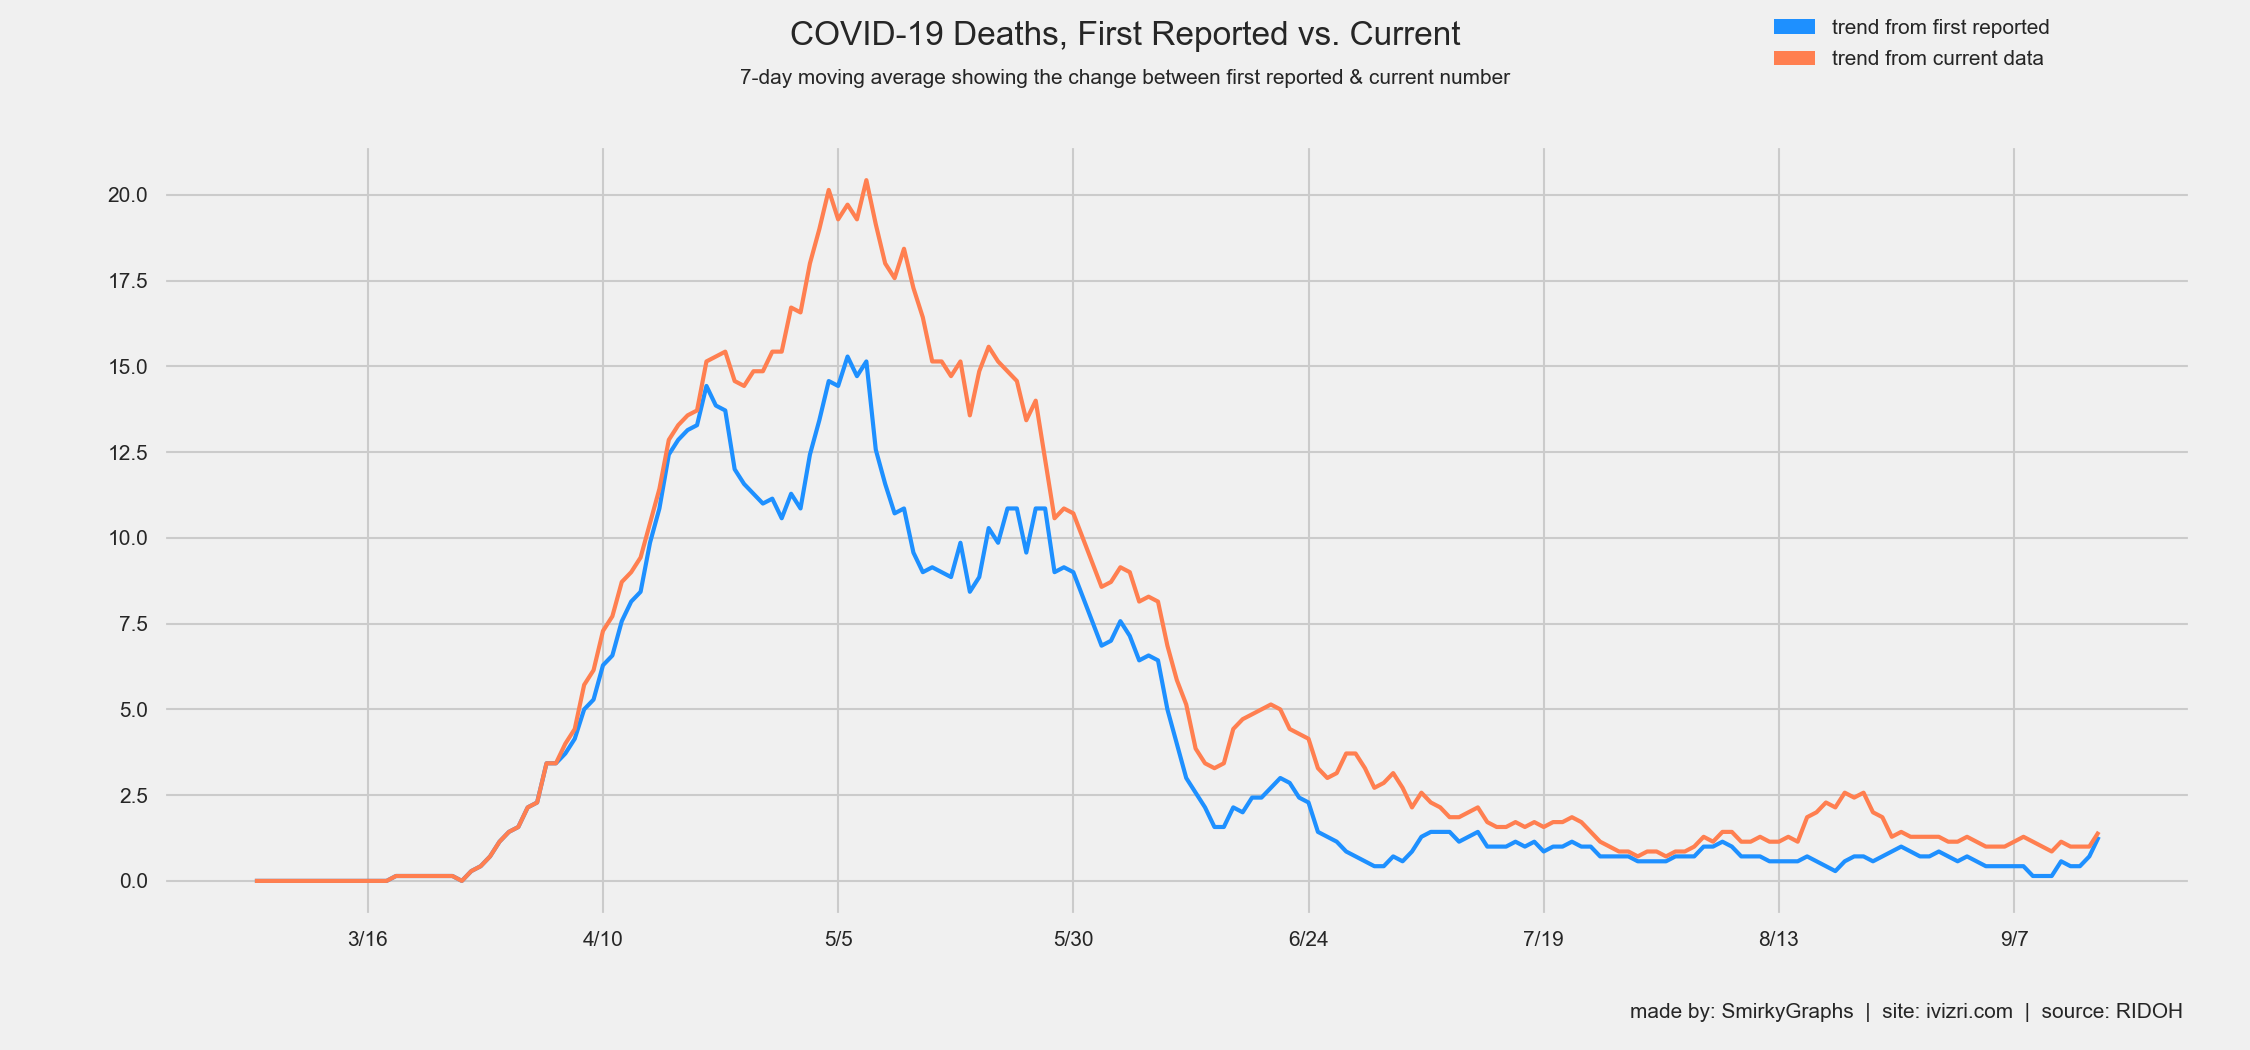 COVID-19 Deaths, First Reported vs. Current
7-day moving average showing the change between first reported & current number
trend from first reported
trend from current data
20.0
17.5
15.0
12.5
10.0
7.5
5.0
2.5
0.0
3/16 4/10 5/5 5/30 6/24 7/19 8/13 9/7
made by: SmirkyGraphs | site: ivizri.com | source: RIDOH